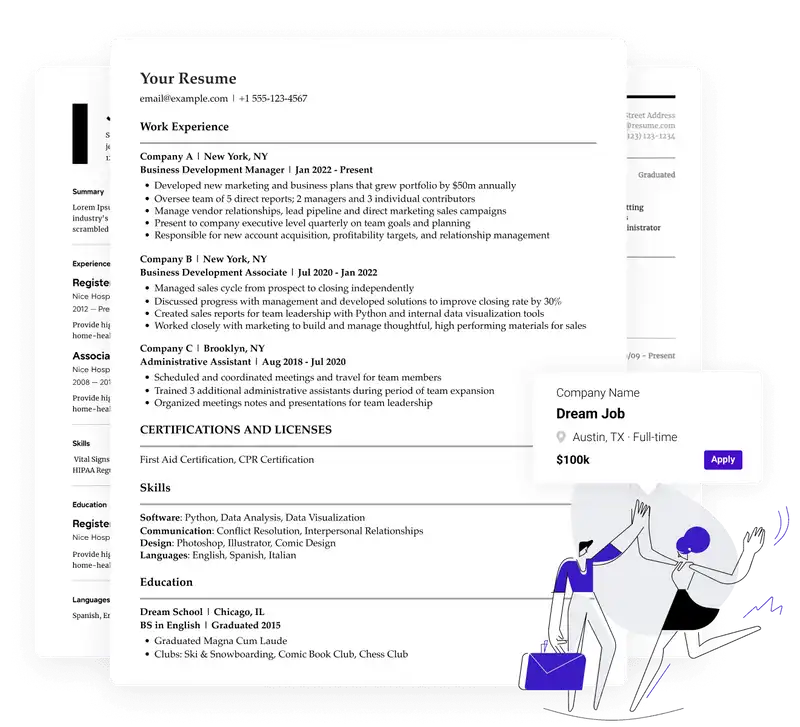 Your Resume
email@example.com | +1 555-123-4567
Work Experience
Company A | New York, NY
Business Development Manager | Jan 2022 - Present
• Developed new marketing and business plans that grew portfolio by $50m annually
• Oversee team of 5 direct reports; 2 managers and 3 individual contributors
• Manage vendor relationships, lead pipeline and direct marketing sales campaigns
• Present to company executive level quarterly on team goals and planning
• Responsible for new account acquisition, profitability targets, and relationship management
Company B | New York, NY
Business Development Associate | Jul 2020 - Jan 2022
• Managed sales cycle from prospect to closing independently
• Discussed progress with management and developed solutions to improve closing rate by 30%
• Created sales reports for team leadership with Python and internal data visualization tools
• Worked closely with marketing to build and manage thoughtful, high performing materials for sales
Company C | Brooklyn, NY
Administrative Assistant | Aug 2018 - Jul 2020
• Scheduled and coordinated meetings and travel for team members
• Trained 3 additional administrative assistants during period of team expansion
• Organized meetings notes and presentations for team leadership
CERTIFICATIONS AND LICENSES
First Aid Certification, CPR Certification
Skills
Software: Python, Data Analysis, Data Visualization
Communication: Conflict Resolution, Interpersonal Relationships
Design: Photoshop, Illustrator, Comic Design
Languages: English, Spanish, Italian
Education
Dream School | Chicago, IL
BS in English | Graduated 2015
• Graduated Magna Cum Laude
• Clubs: Ski & Snowboarding, Comic Book Club, Chess Club
Summary
Lorem Ipsu
industry's
scrambled
Experience
Register
Nice Hosp
2012 — Pre
Provide hig
home-heal
Associa
Nice Hosp
2008 — 201
Provide hig
home-heal
Skills
Vital Signs
HIPAA Regu
Education
Register
Nice Hosp
Provide hig
home-heal
Languages
Spanish, En
Street Address
@resume.com
123) 123-1234
Graduated
tting
s
ministrator
/09 - Present
Company Name
Dream Job
Austin, TX · Full-time
$100k
Apply